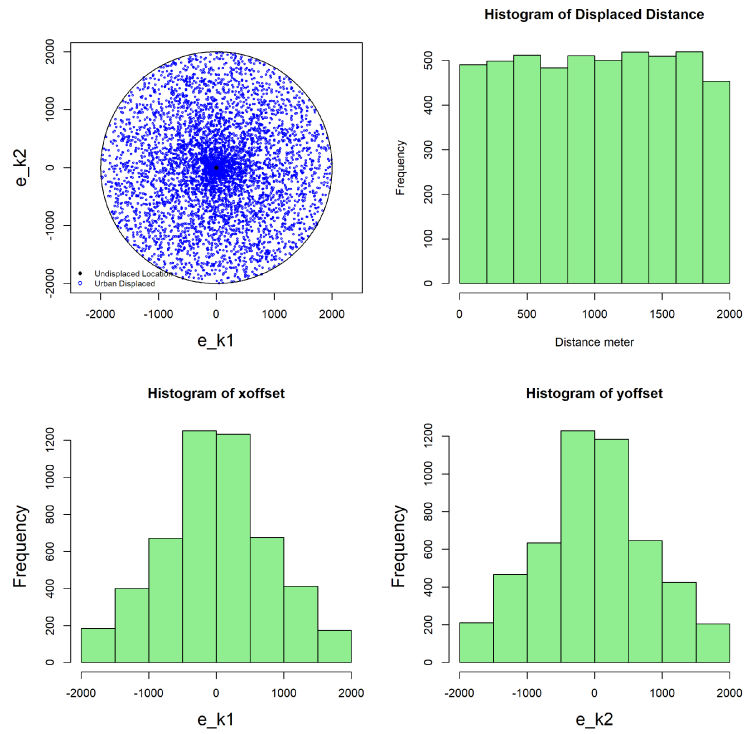 2000
1000
0
-1000
-2000
e_k2
Undisplaced Location
Urban Displaced
-2000 -1000 0 1000 2000
e_k1
Histogram of Displaced Distance
500
400
300
200
100
0
Frequency
0 500 1000 1500 2000
Distance meter
Histogram of xoffset
1200
1000
800
600
400
200
0
Frequency
-2000 -1000 0 1000 2000
e_k1
Histogram of yoffset
1200
1000
800
600
400
200
0
Frequency
-2000 -1000 0 1000 2000
e_k2